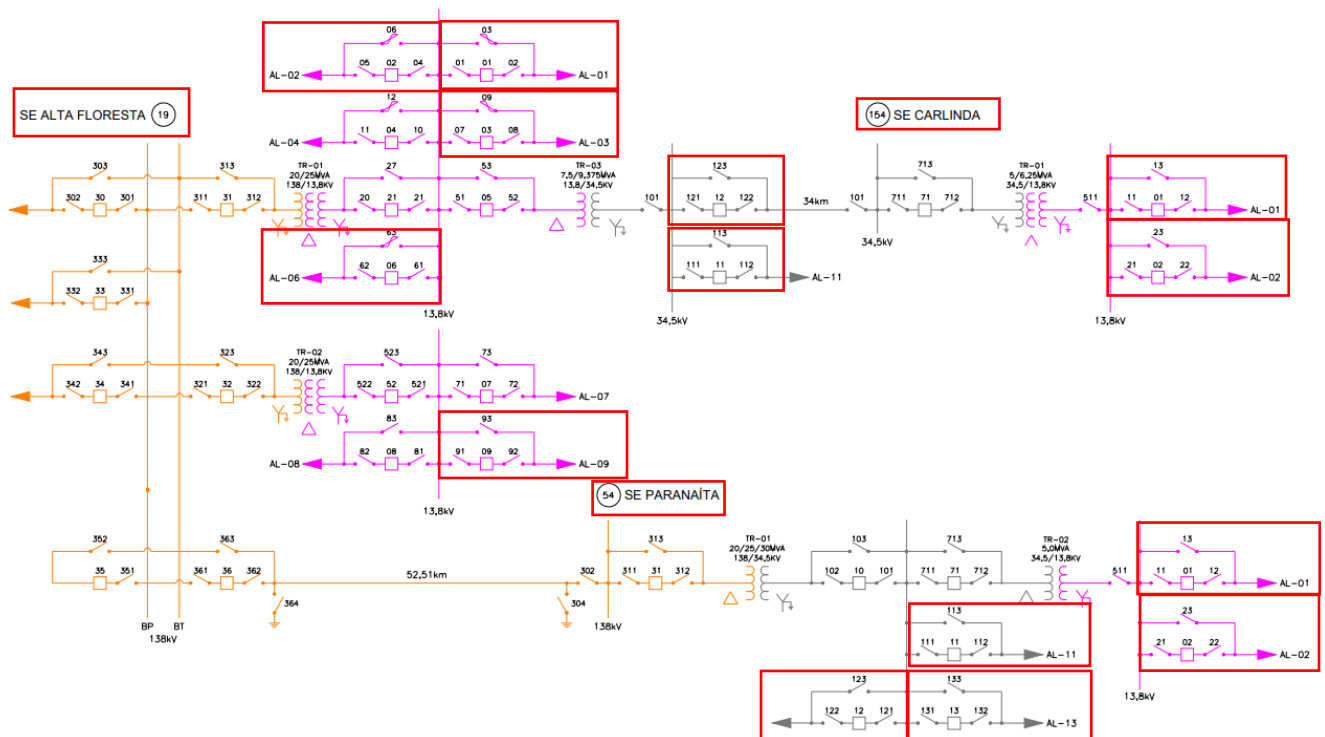 06 03
05 02 04 01 01 02
AL-02 AL-01
SE ALTA FLORESTA 19
12 09
154 SE CARLINDA
11 04 10 07 03 08
AL-04 AL-03
303 313
TR-01
20/25MVA
138/13,8KV
27 53
TR-03
7,5/9,375MVA
13,8/34,5KV
123
713
TR-01
5/6,25MVA
34,5/13,8KV
13
302 30 301 311 31 312 20 21 21 51 05 52 101 121 12 122 34km 101 711 71 712 511 11 01 12 AL-01
63 113 34,5kV 23
333
62 06 61 111 11 112 21 02 22
AL-06 AL-11 AL-02
332 33 331
13,8kV 34,5kV 13,8kV
343 323
TR-02
20/25MVA
138/13,8KV
523 73
342 34 341 321 32 322 522 52 521 71 07 72 AL-07
83 93
82 08 81 91 09 92
AL-08 AL-09
54 SE PARANAÍTA
13,8kV
352 363
313
TR-01
20/25/30MVA
138/34,5KV
103 713
TR-02
5,0MVA
34,5/13,8KV
13
35 351 361 36 362 52,51km 302 311 31 312 102 10 101 711 71 712 511 11 01 12 AL-01
364 304
113 23
BP BT
138kV 138kV
111 11 112 AL-11 21 02 22 AL-02
123 133
13,8kV
122 12 121 131 13 132 AL-13